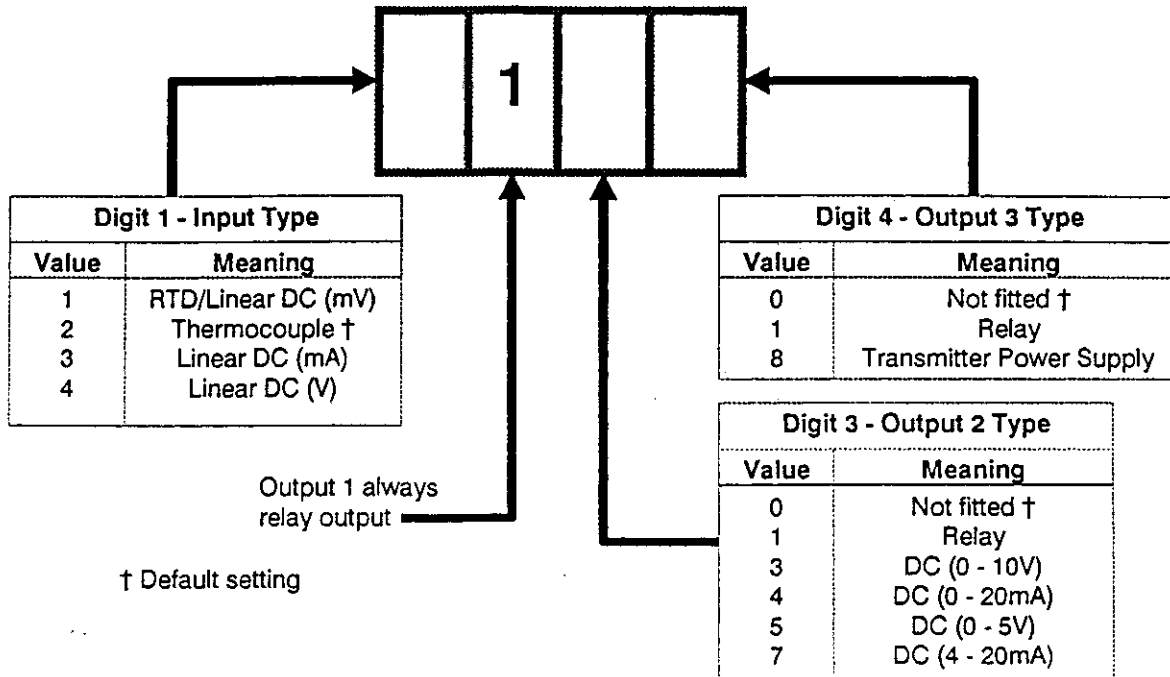 1
Digit 1 - Input Type
Value Meaning
1 RTD/Linear DC (mV)
2 Thermocouple †
3 Linear DC (mA)
4 Linear DC (V)
Output 1 always
relay output
† Default setting
Digit 4 - Output 3 Type
Value Meaning
0 Not fitted †
1 Relay
8 Transmitter Power Supply
Digit 3 - Output 2 Type
Value Meaning
0 Not fitted †
1 Relay
3 DC (0 - 10V)
4 DC (0 - 20mA)
5 DC (0 - 5V)
7 DC (4 - 20mA)